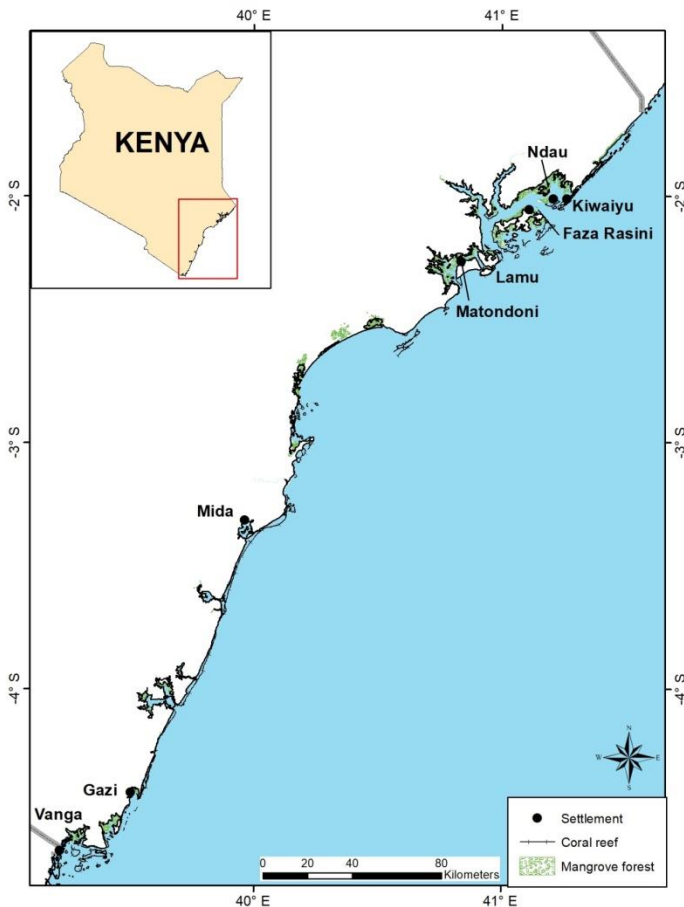 40° E
41° E
KENYA
Ndau
-2° S
-2° S
Kiwaiyu
Faza Rasini
Lamu
Matondoni
-3° S
-3° S
Mida
-4° S
-4° S
N
W
E
S
Gazi
Vanga
Settlement
Coral reef
Mangrove forest
0 20 40 80
Kilometers
40° E
41° E